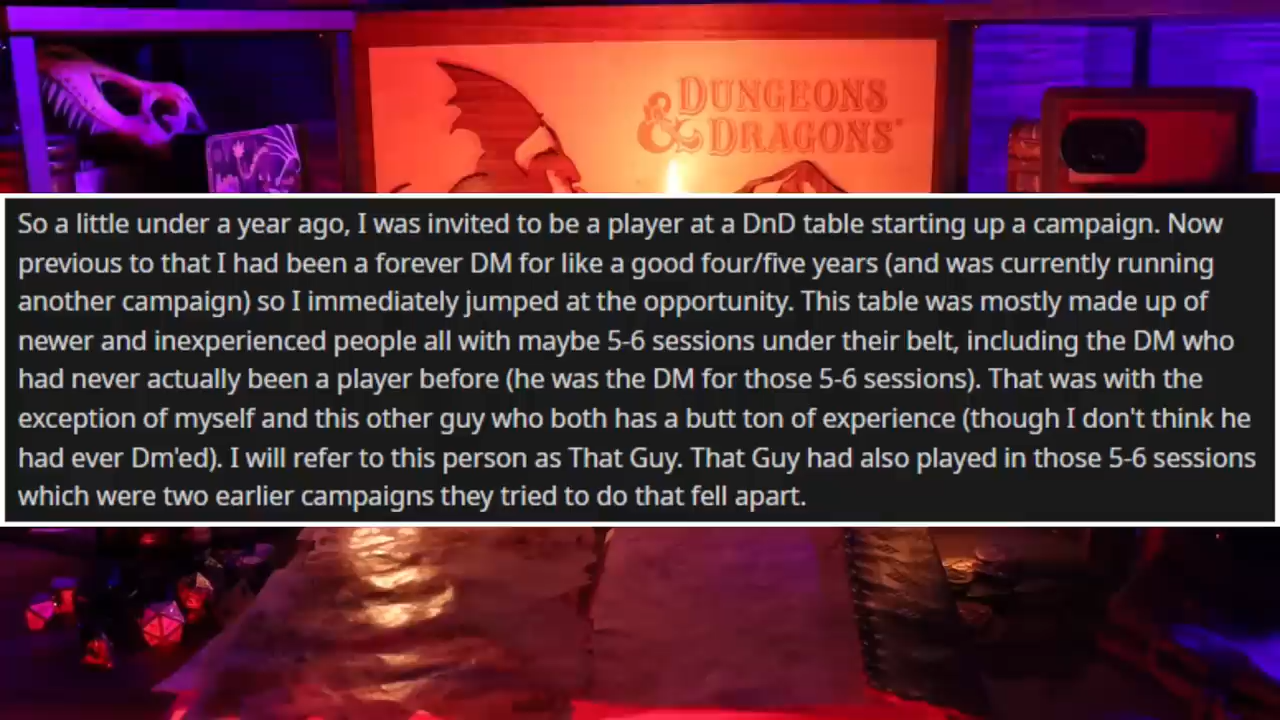 DUNGEONS
& DRAGONS
So a little under a year ago, I was invited to be a player at a DnD table starting up a campaign. Now
previous to that I had been a forever DM for like a good four/five years (and was currently running
another campaign) so I immediately jumped at the opportunity. This table was mostly made up of
newer and inexperienced people all with maybe 5-6 sessions under their belt, including the DM who
had never actually been a player before (he was the DM for those 5-6 sessions). That was with the
exception of myself and this other guy who both has a butt ton of experience (though I don't think he
had ever Dm'ed). I will refer to this person as That Guy. That Guy had also played in those 5-6 sessions
which were two earlier campaigns they tried to do that fell apart.